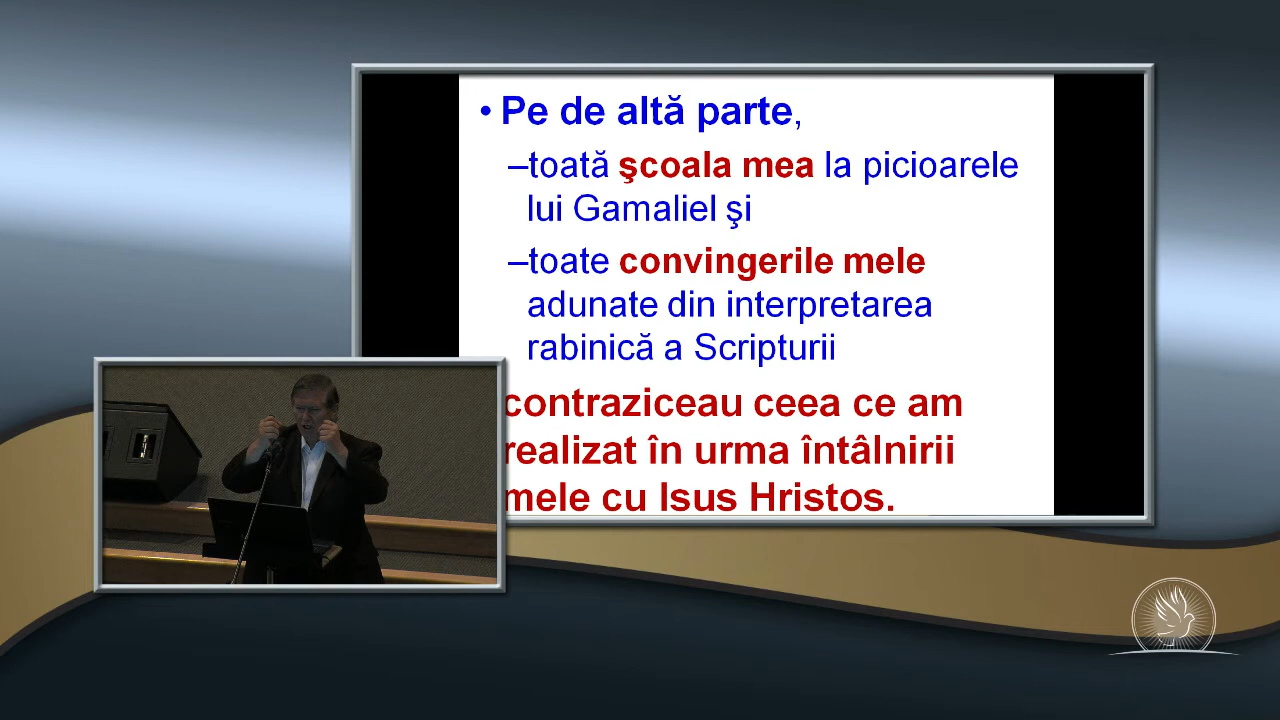 • Pe de altă parte,
–toată şcoala mea la picioarele
lui Gamaliel şi
–toate convingerile mele
adunate din interpretarea
rabinică a Scripturii
contraziceau ceea ce am
realizat în urma întâlnirii
mele cu Isus Hristos.